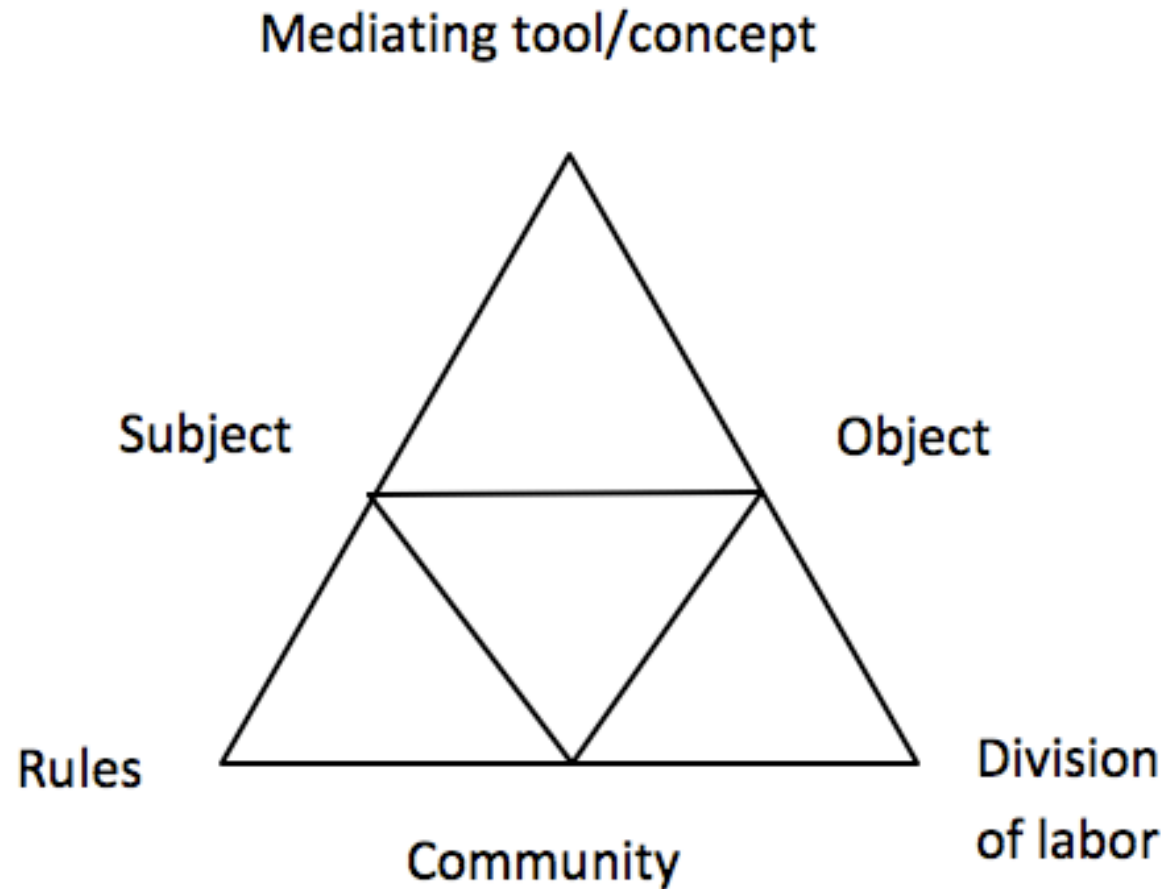 Mediating tool/concept
Subject
Object
Rules
Division
of labor
Community